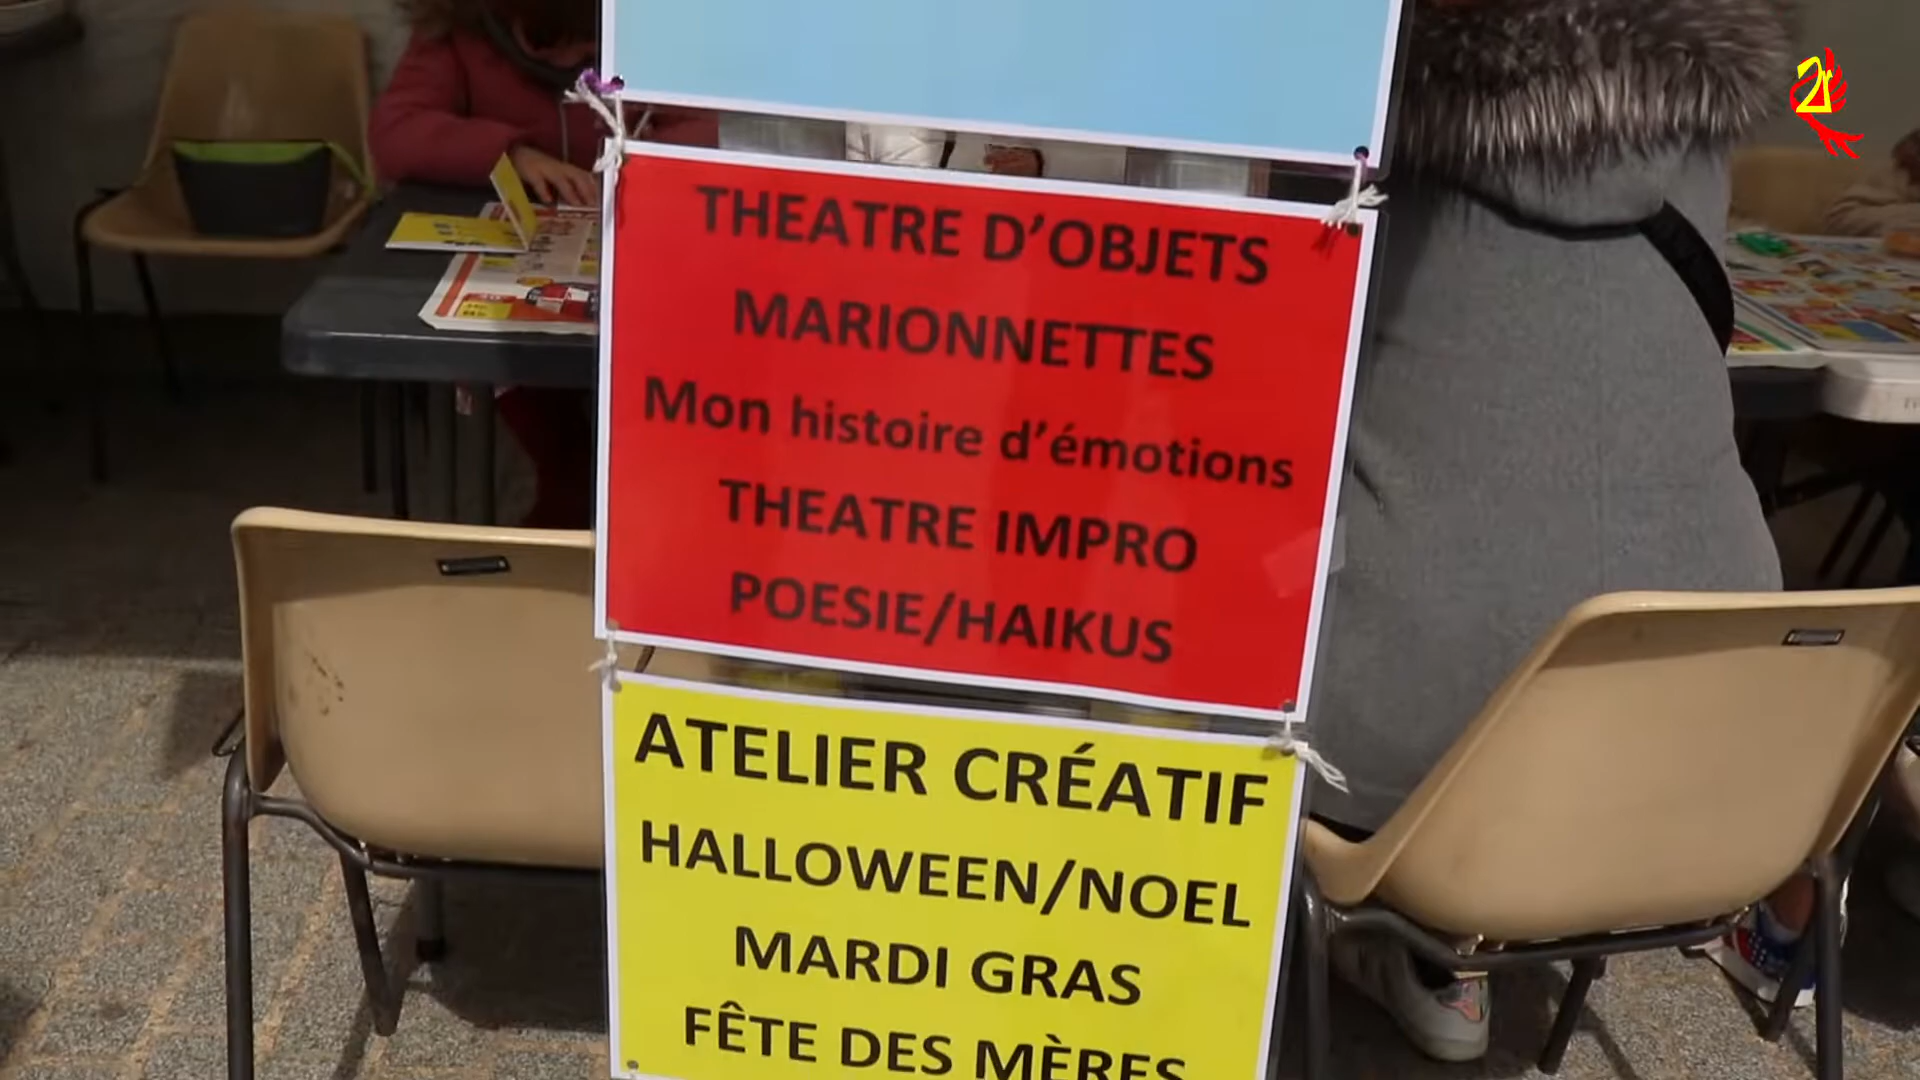 THEATRE D'OBJETS
MARIONNETTES
Mon histoire d'émotions
THEATRE IMPRO
POESIE/HAIKUS
ATELIER CRÉATIF
HALLOWEEN/NOEL
MARDI GRAS
FÊTE DES MÈRES